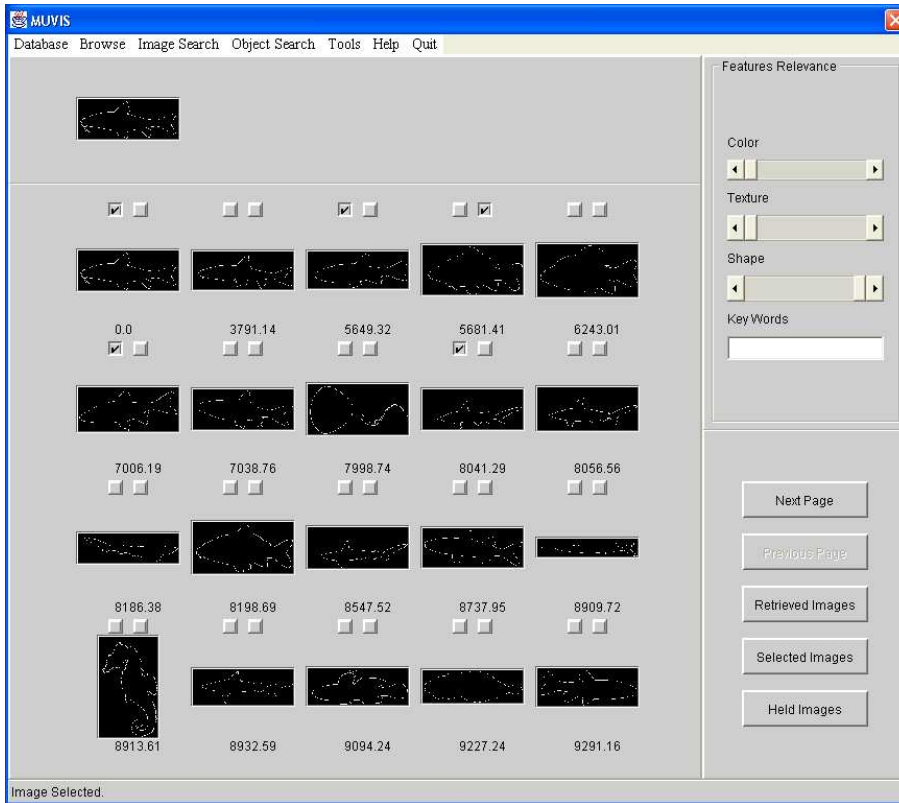 MUVIS
Database Browse Image Search Object Search Tools Help Quit
Features Relevance
Color
Texture
Shape
Key Words
0.0 3791.14 5649.32 5681.41 6243.01
7006.19 7038.76 7998.74 8041.29 8056.56
8186.38 8198.69 8547.52 8737.95 8909.72
8913.61 8932.59 9094.24 9227.24 9291.16
Next Page
Previous Page
Retrieved Images
Selected Images
Held Images
Image Selected.